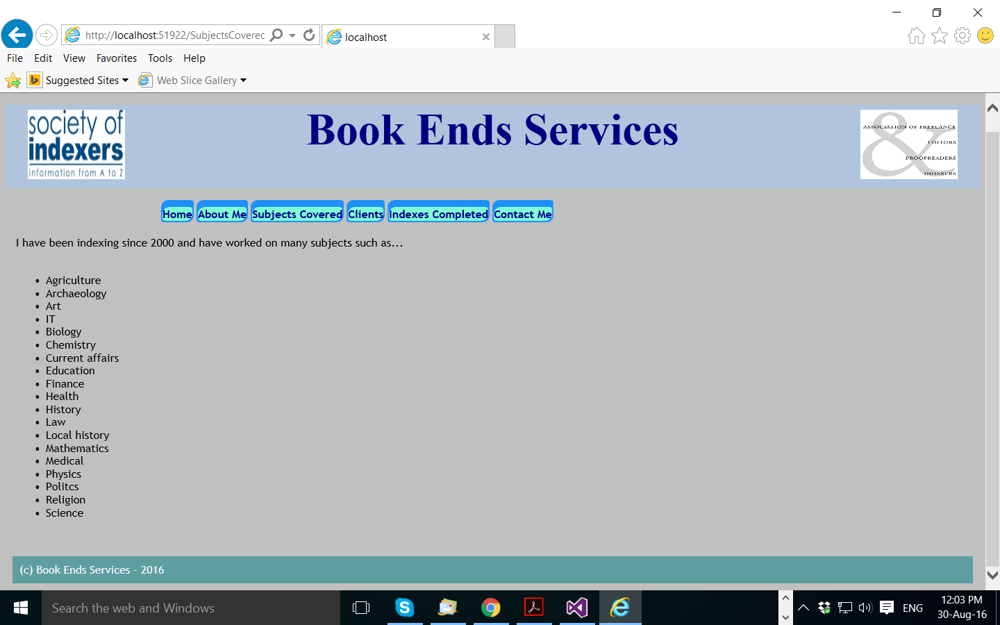 http://localhost:51922/SubjectsCoverec
localhost
File Edit View Favorites Tools Help
Suggested Sites Web Slice Gallery
society of
indexers
information from A to Z
Book Ends Services
ASSOCIATION OF FREELANCE
EDITORS
PROOFREADERS
INDEXERS
&
Home About Me Subjects Covered Clients Indexes Completed Contact Me
I have been indexing since 2000 and have worked on many subjects such as...
• Agriculture
• Archaeology
• Art
• IT
• Biology
• Chemistry
• Current affairs
• Education
• Finance
• Health
• History
• Law
• Local history
• Mathematics
• Medical
• Physics
• Politcs
• Religion
• Science
(c) Book Ends Services - 2016
Search the web and Windows
ENG
12:03 PM
30-Aug-16